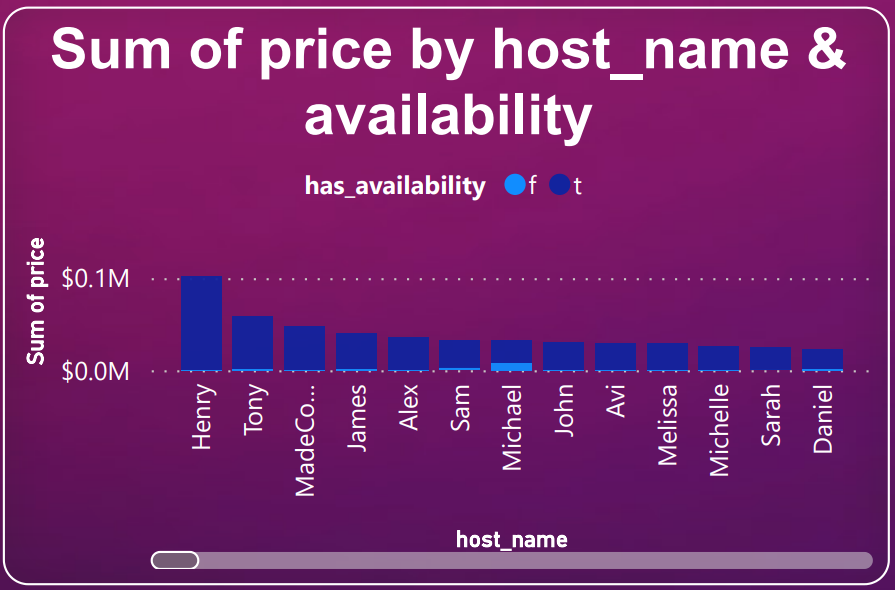 Sum of price by host_name &
availability
has_availability f t
Sum of price
$0.1M
$0.0M
Henry
Tony
MadeCo...
James
Alex
Sam
Michael
John
Avi
Melissa
Michelle
Sarah
Daniel
host_name